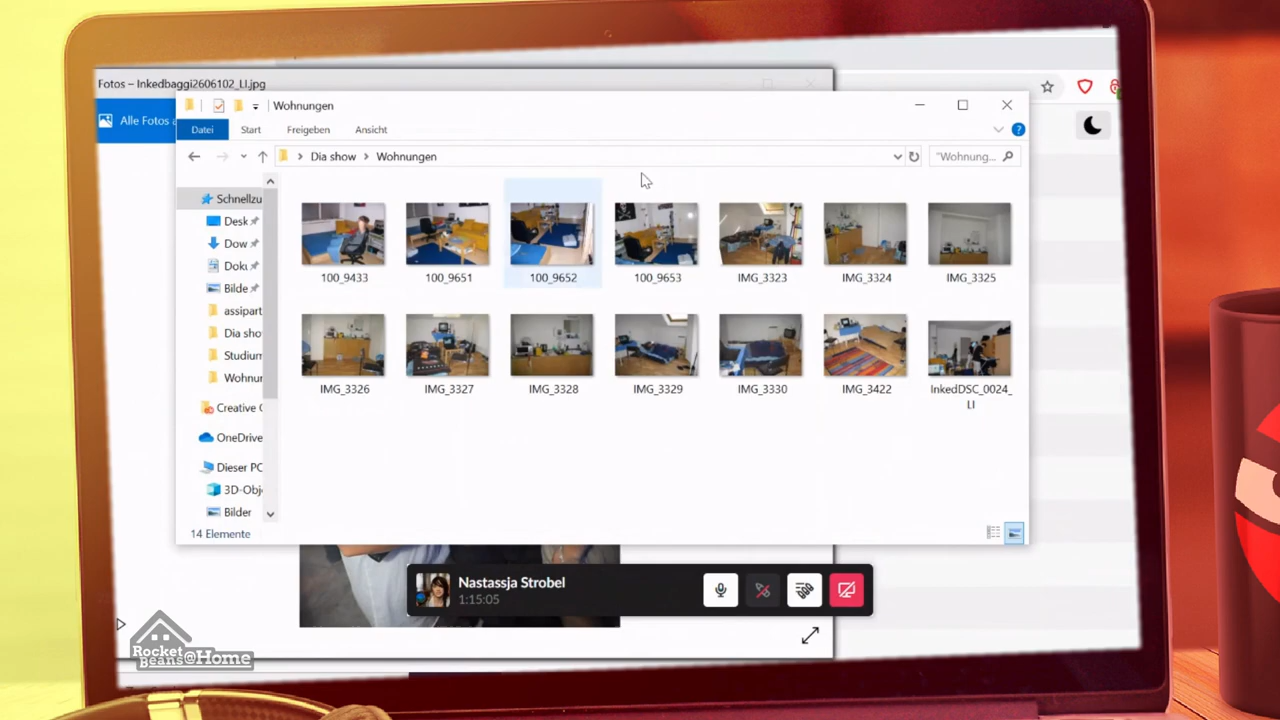 Fotos – Inkedbaggi2606102_LI.jpg
Alle Fotos
Wohnungen
Datei Start Freigeben Ansicht
Dia show Wohnungen
"Wohnung...
Schnellzu
Desk
Dow
Doku
Bilde
assipart
Dia sho
Studium
Wohnur
Creative C
OneDrive
Dieser PC
3D-Obj
Bilder
100_9433 100_9651 100_9652 100_9653 IMG_3323 IMG_3324 IMG_3325
IMG_3326 IMG_3327 IMG_3328 IMG_3329 IMG_3330 IMG_3422 InkedDSC_0024_
LI
14 Elemente
Nastassja Strobel
1:15:05
Rocket
Beans@Home